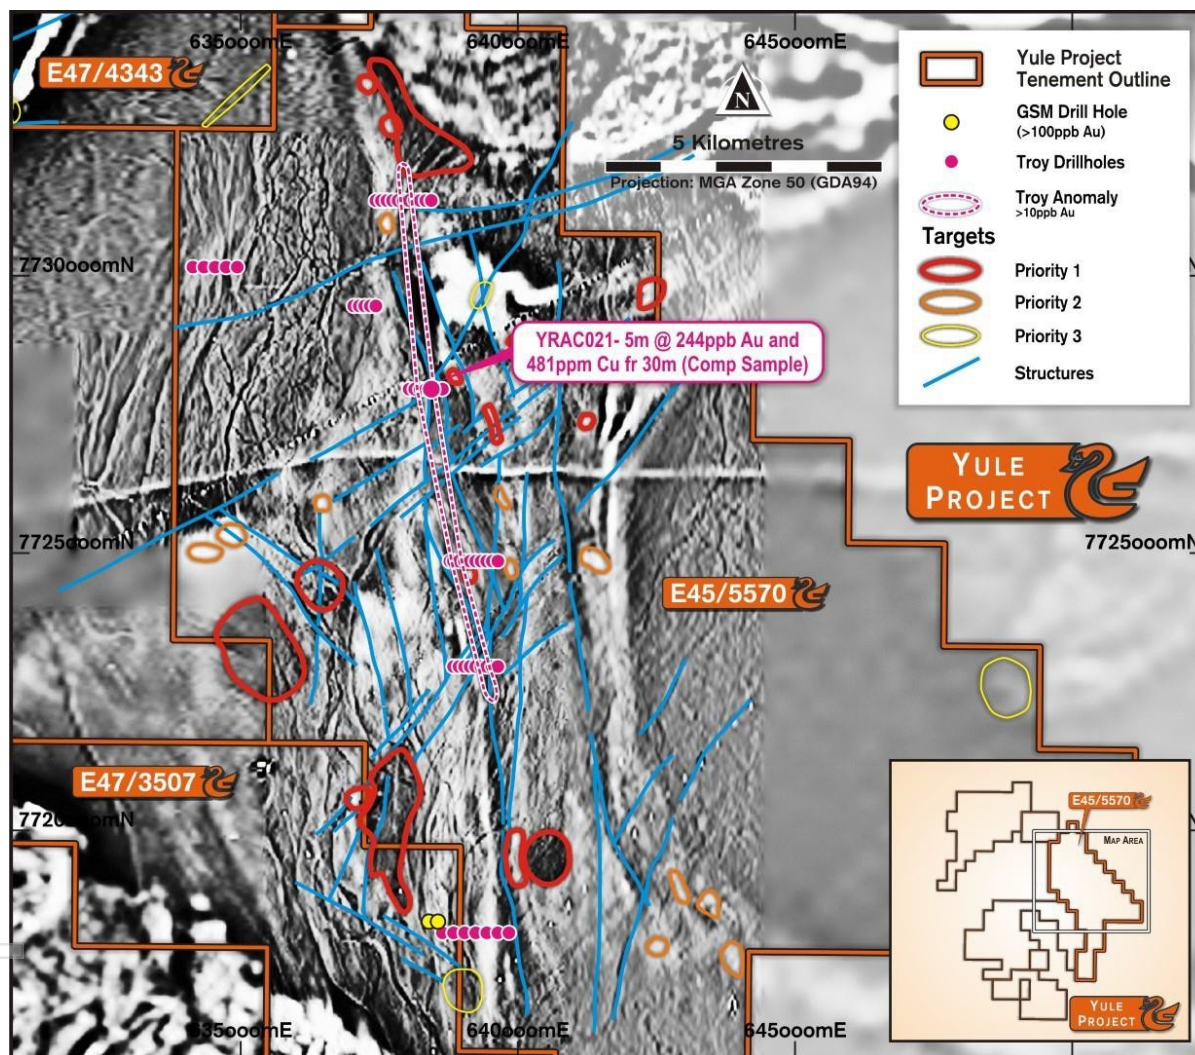 635000mE
640000mE
645000mE
E47/4343
N
5 Kilometres
Projection: MGA Zone 50 (GDA94)
Yule Project
Tenement Outline
GSM Drill Hole
(>100ppb Au)
Troy Drillholes
Troy Anomaly
>10ppb Au
Targets
Priority 1
Priority 2
Priority 3
Structures
7730000mN
YRAC021- 5m @ 244ppb Au and
481ppm Cu fr 30m (Comp Sample)
YULE
PROJECT
7725000mN
7725000mN
E45/5570
E47/3507
7720000mN
E45/5570
MAP AREA
YULE
PROJECT
635000mE
640000mE
645000mE